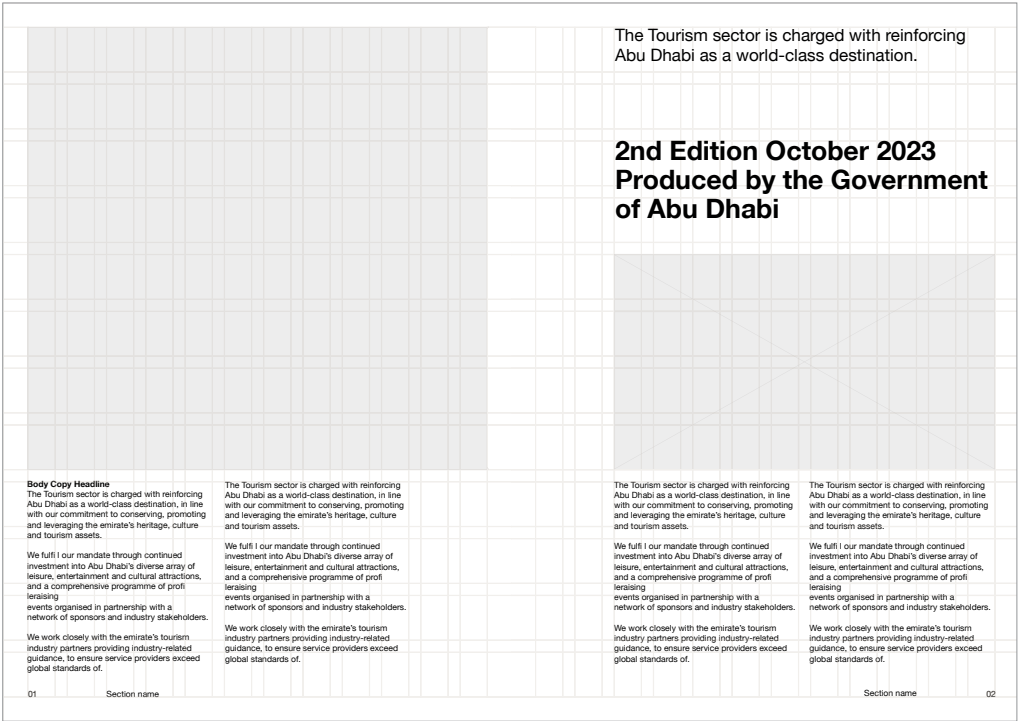 Body Copy Headline
The Tourism sector is charged with reinforcing
Abu Dhabi as a world-class destination, in line
with our commitment to conserving, promoting
and leveraging the emirate's heritage, culture
and tourism assets.
We fulfi l our mandate through continued
investment into Abu Dhabi's diverse array of
leisure, entertainment and cultural attractions,
and a comprehensive programme of profi
leraising
events organised in partnership with a
network of sponsors and industry stakeholders.
We work closely with the emirate's tourism
industry partners providing industry-related
guidance, to ensure service providers exceed
global standards of.
The Tourism sector is charged with reinforcing
Abu Dhabi as a world-class destination, in line
with our commitment to conserving, promoting
and leveraging the emirate's heritage, culture
and tourism assets.
We fulfi l our mandate through continued
investment into Abu Dhabi's diverse array of
leisure, entertainment and cultural attractions,
and a comprehensive programme of profi
leraising
events organised in partnership with a
network of sponsors and industry stakeholders.
We work closely with the emirate's tourism
industry partners providing industry-related
guidance, to ensure service providers exceed
global standards of.
01 Section name
The Tourism sector is charged with reinforcing
Abu Dhabi as a world-class destination.
2nd Edition October 2023
Produced by the Government
of Abu Dhabi
The Tourism sector is charged with reinforcing
Abu Dhabi as a world-class destination, in line
with our commitment to conserving, promoting
and leveraging the emirate's heritage, culture
and tourism assets.
We fulfi l our mandate through continued
investment into Abu Dhabi's diverse array of
leisure, entertainment and cultural attractions,
and a comprehensive programme of profi
leraising
events organised in partnership with a
network of sponsors and industry stakeholders.
We work closely with the emirate's tourism
industry partners providing industry-related
guidance, to ensure service providers exceed
global standards of.
The Tourism sector is charged with reinforcing
Abu Dhabi as a world-class destination, in line
with our commitment to conserving, promoting
and leveraging the emirate's heritage, culture
and tourism assets.
We fulfi l our mandate through continued
investment into Abu Dhabi's diverse array of
leisure, entertainment and cultural attractions,
and a comprehensive programme of profi
leraising
events organised in partnership with a
network of sponsors and industry stakeholders.
We work closely with the emirate's tourism
industry partners providing industry-related
guidance, to ensure service providers exceed
global standards of.
Section name 02